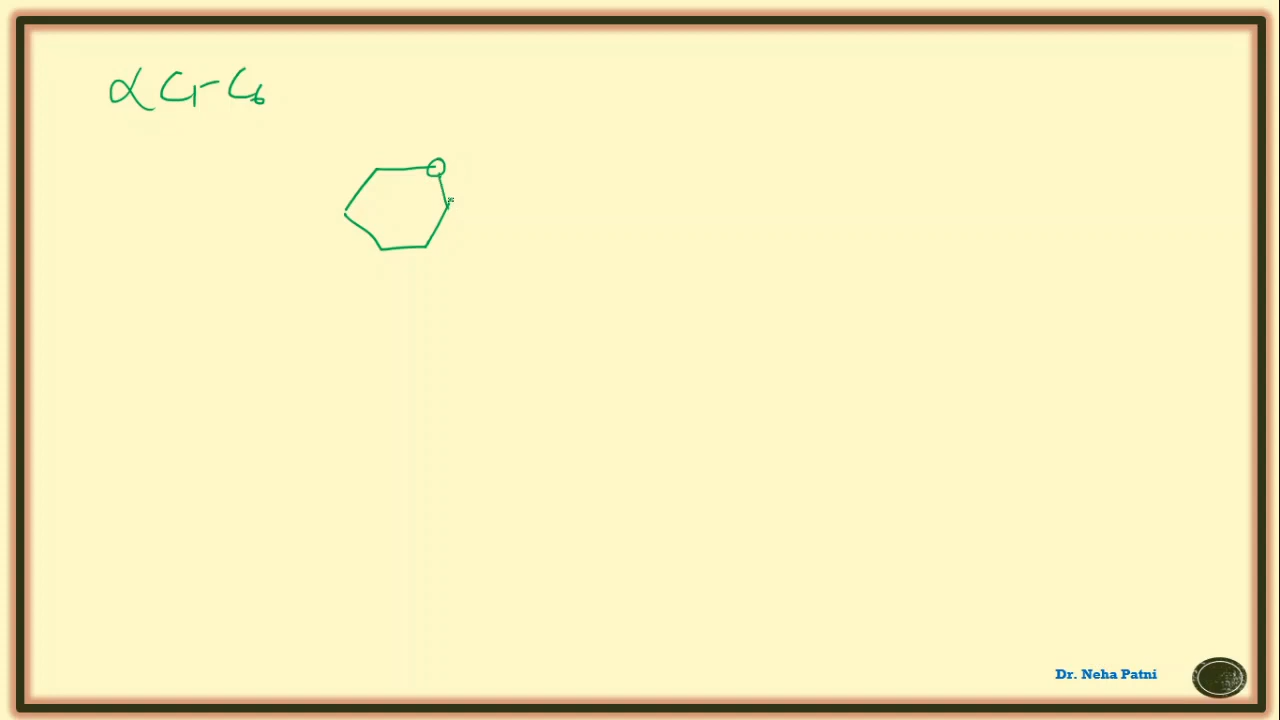 α C1-C6
O
Dr. Neha Patni